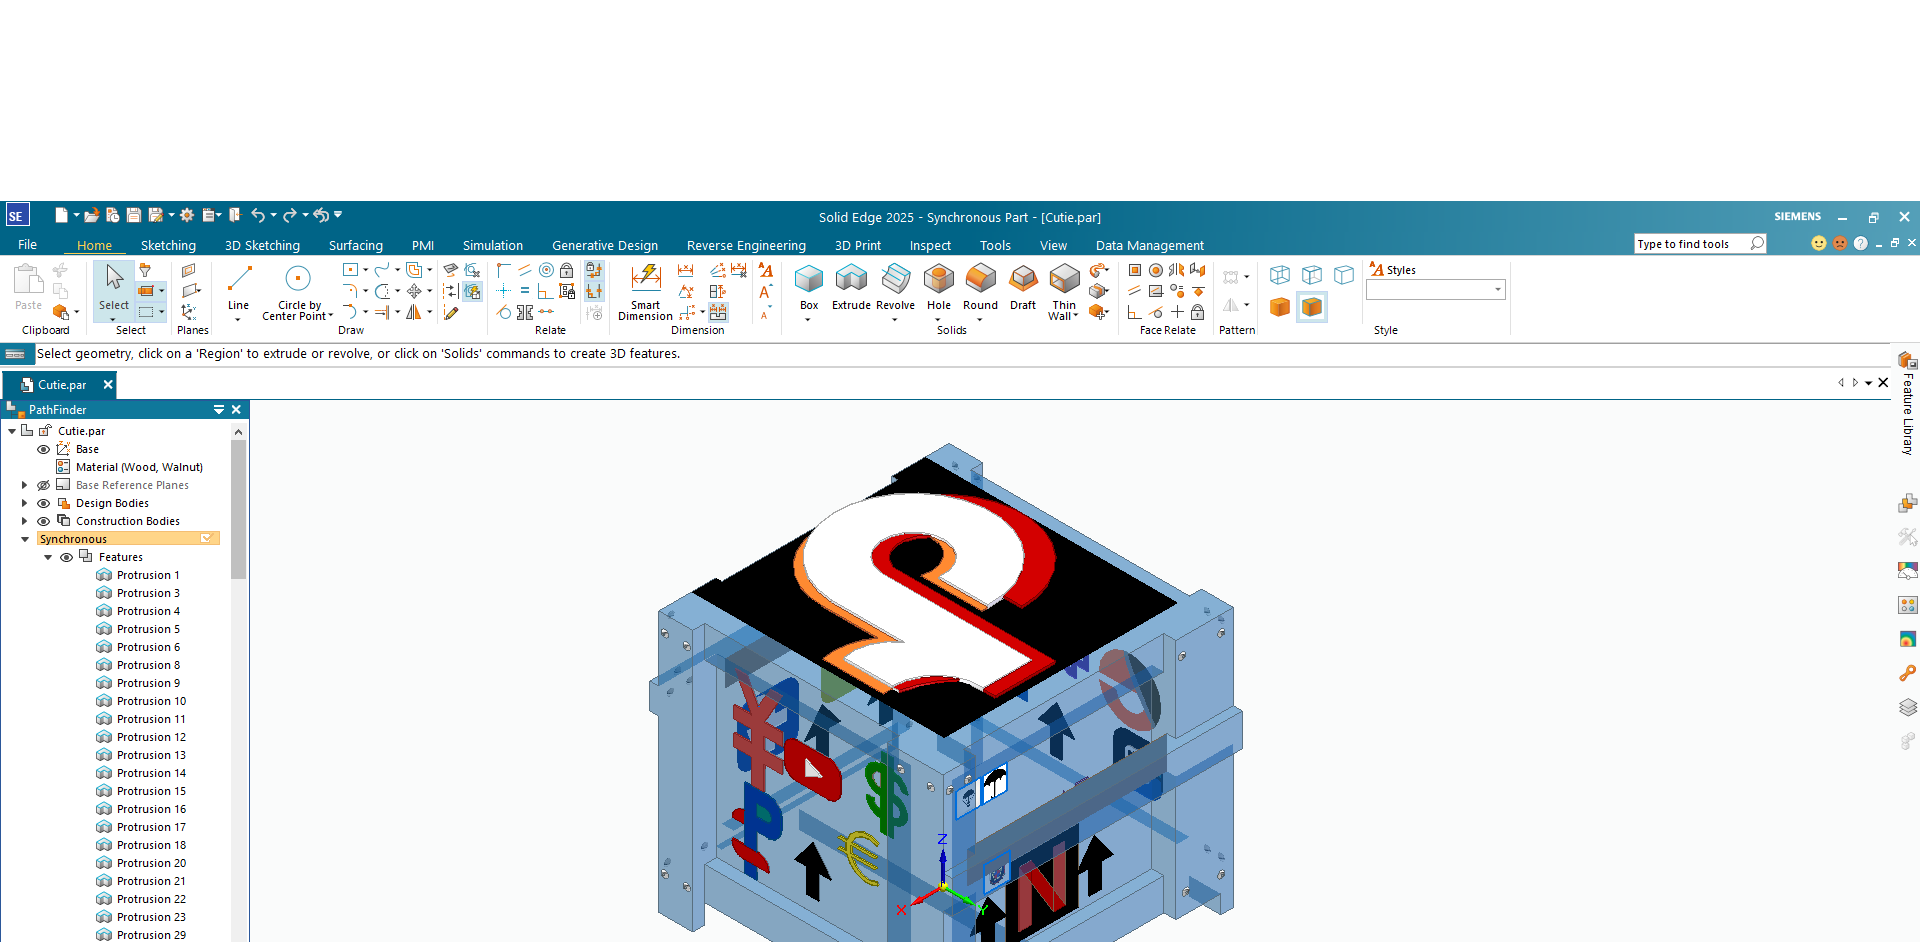 SE
Solid Edge 2025 - Synchronous Part - [Cutie.par]
SIEMENS
File Home Sketching 3D Sketching Surfacing PMI Simulation Generative Design Reverse Engineering 3D Print Inspect Tools View Data Management
Type to find tools
Paste
Clipboard
Select
Select
Planes
Line
Circle by
Center Point
Draw
Relate
Smart
Dimension
Dimension
Box
Extrude
Revolve
Hole
Round
Draft
Thin
Wall
Solids
Face Relate
Pattern
Styles
Style
Select geometry, click on a 'Region' to extrude or revolve, or click on 'Solids' commands to create 3D features.
Cutie.par
PathFinder
Cutie.par
Base
Material (Wood, Walnut)
Base Reference Planes
Design Bodies
Construction Bodies
Synchronous
Features
Protrusion 1
Protrusion 3
Protrusion 4
Protrusion 5
Protrusion 6
Protrusion 8
Protrusion 9
Protrusion 10
Protrusion 11
Protrusion 12
Protrusion 13
Protrusion 14
Protrusion 15
Protrusion 16
Protrusion 17
Protrusion 18
Protrusion 20
Protrusion 21
Protrusion 22
Protrusion 23
Protrusion 29
Feature Library
¥
$
€
N
Z
X
Y